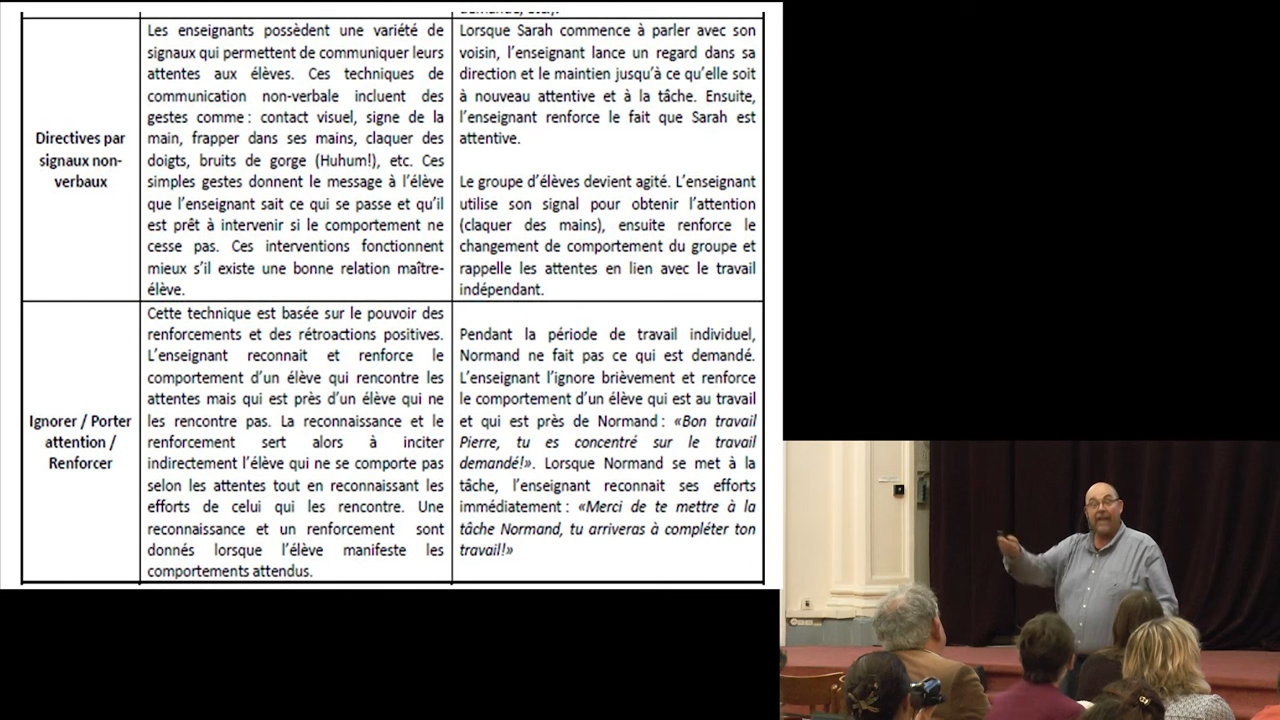 Directives par
signaux non-
verbaux
Les enseignants possèdent une variété de
signaux qui permettent de communiquer leurs
attentes aux élèves. Ces techniques de
communication non-verbale incluent des
gestes comme : contact visuel, signe de la
main, frapper dans ses mains, claquer des
doigts, bruits de gorge (Huhum!), etc. Ces
simples gestes donnent le message à l'élève
que l'enseignant sait ce qui se passe et qu'il
est prêt à intervenir si le comportement ne
cesse pas. Ces interventions fonctionnent
mieux s'il existe une bonne relation maître-
élève.
Lorsque Sarah commence à parler avec son
voisin, l'enseignant lance un regard dans sa
direction et le maintien jusqu'à ce qu'elle soit
à nouveau attentive et à la tâche. Ensuite,
l'enseignant renforce le fait que Sarah est
attentive.
Le groupe d'élèves devient agité. L'enseignant
utilise son signal pour obtenir l'attention
(claquer des mains), ensuite renforce le
changement de comportement du groupe et
rappelle les attentes en lien avec le travail
indépendant.
Ignorer / Porter
attention /
Renforcer
Cette technique est basée sur le pouvoir des
renforcements et des rétroactions positives.
L'enseignant reconnait et renforce le
comportement d'un élève qui rencontre les
attentes mais qui est près d'un élève qui ne
les rencontre pas. La reconnaissance et le
renforcement sert alors à inciter
indirectement l'élève qui ne se comporte pas
selon les attentes tout en reconnaissant les
efforts de celui qui les rencontre. Une
reconnaissance et un renforcement sont
donnés lorsque l'élève manifeste les
comportements attendus.
Pendant la période de travail individuel,
Normand ne fait pas ce qui est demandé.
L'enseignant l'ignore brièvement et renforce
le comportement d'un élève qui est au travail
et qui est près de Normand : «Bon travail
Pierre, tu es concentré sur le travail
demandé!». Lorsque Normand se met à la
tâche, l'enseignant reconnait ses efforts
immédiatement : «Merci de te mettre à la
tâche Normand, tu arriveras à compléter ton
travail!»